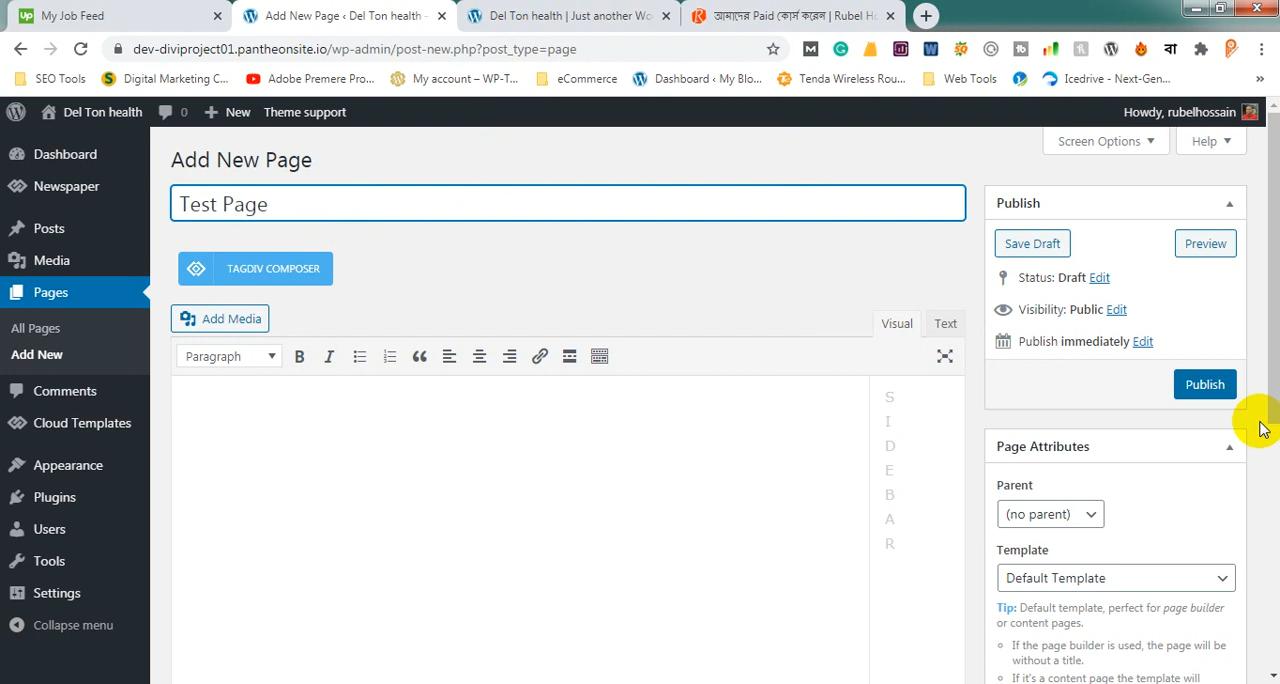 My Job Feed
Add New Page ‹ Del Ton health -
Del Ton health | Just another Wo
আমাদের Paid কোর্স করেল | Rubel H
dev-diviproject01.pantheonsite.io/wp-admin/post-new.php?post_type=page
SEO Tools
Digital Marketing C...
Adobe Premere Pro...
My account – WP-T...
eCommerce
Dashboard ‹ My Blo...
Tenda Wireless Rou...
Web Tools
Icedrive - Next-Gen...
»
Del Ton health
0
New
Theme support
Howdy, rubelhossain
Dashboard
Newspaper
Posts
Media
Pages
All Pages
Add New
Comments
Cloud Templates
Appearance
Plugins
Users
Tools
Settings
Collapse menu
Screen Options
Help
Add New Page
Test Page
TAGDIV COMPOSER
Add Media
Visual
Text
Paragraph
S
I
D
E
B
A
R
Publish
Save Draft
Preview
Status: Draft Edit
Visibility: Public Edit
Publish immediately Edit
Publish
Page Attributes
Parent
(no parent)
Template
Default Template
Tip: Default template, perfect for page builder
or content pages.
If the page builder is used, the page will be
without a title.
If it's a content page the template will